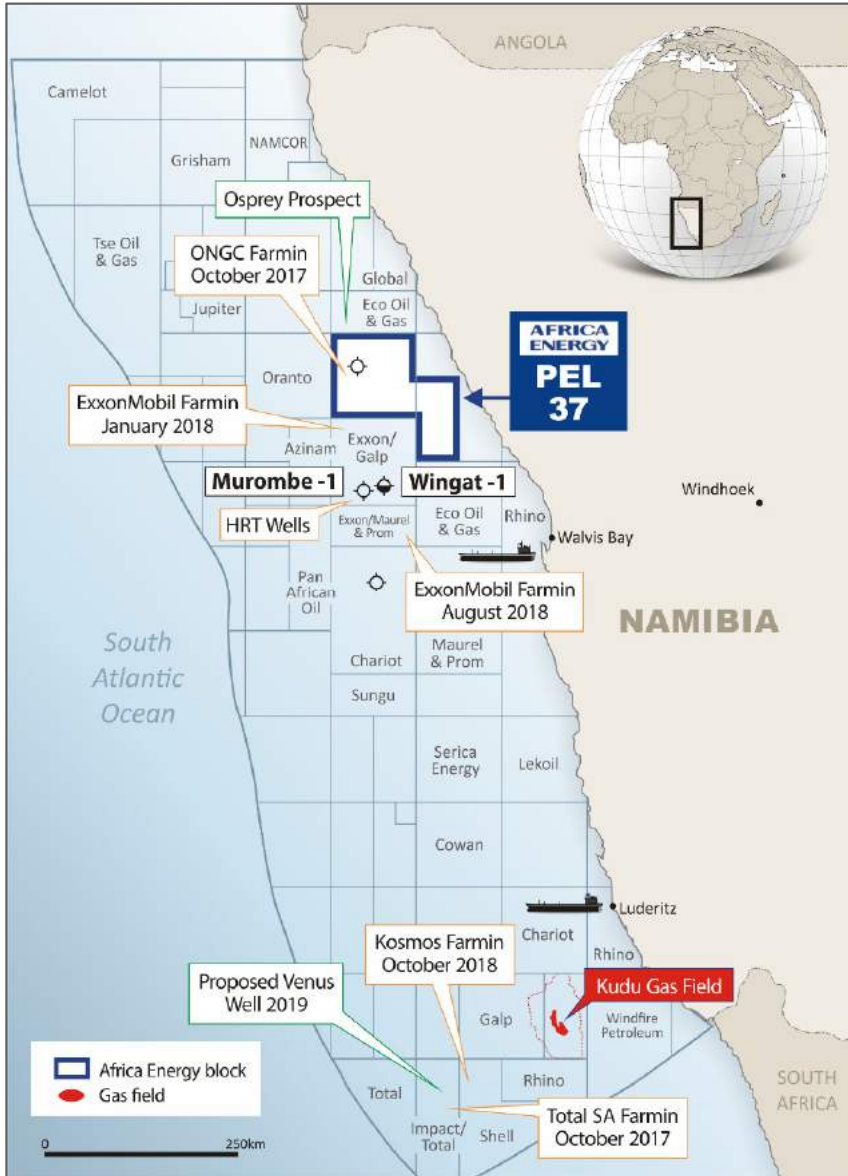 ANGOLA
Camelot
Grisham
NAMCOR
Osprey Prospect
Tse Oil
& Gas
ONGC Farmin
October 2017
Global
Jupiter
Eco Oil
& Gas
AFRICA
ENERGY
PEL
37
Oranto
ExxonMobil Farmin
January 2018
Azinam
Exxon/
Galp
Murombe -1
Wingat -1
HRT Wells
Exxon/Maurel
& Prom
Eco Oil
& Gas
Rhino
Windhoek
Walvis Bay
Pan
African
Oil
ExxonMobil Farmin
August 2018
NAMIBIA
South
Atlantic
Ocean
Chariot
Maurel
& Prom
Sungu
Serica
Energy
Lekoil
Cowan
Luderitz
Chariot
Rhino
Kosmos Farmin
October 2018
Proposed Venus
Well 2019
Kudu Gas Field
Galp
Windfire
Petroleum
Africa Energy block
Gas field
Total
Rhino
SOUTH
AFRICA
Impact/
Total
Shell
Total SA Farmin
October 2017
0
250km